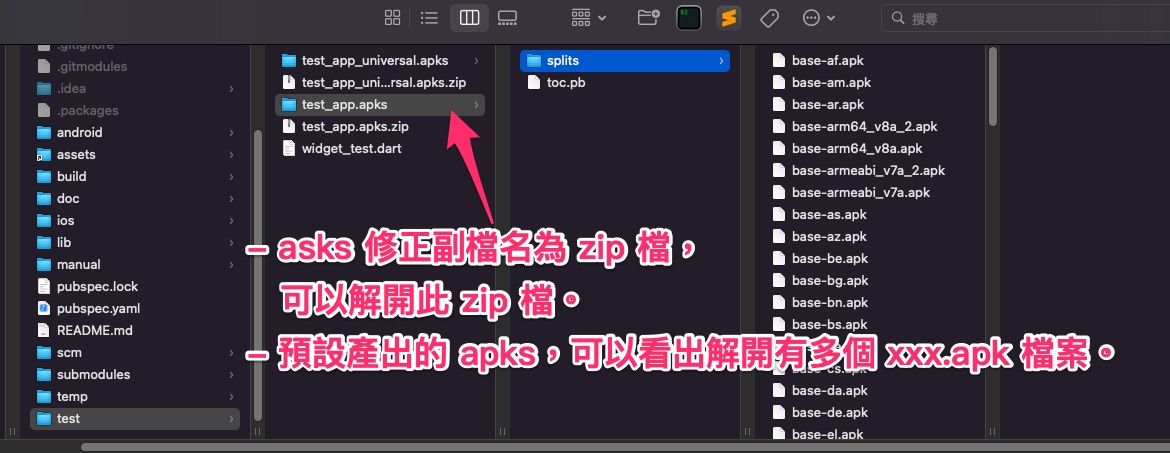 搜尋
.gitignore
.gitmodules
.idea
.packages
android
assets
build
doc
ios
lib
manual
pubspec.lock
pubspec.yaml
README.md
scm
submodules
temp
test
test_app_universal.apks
test_app_uni...rsal.apks.zip
test_app.apks
test_app.apks.zip
widget_test.dart
splits
toc.pb
base-af.apk
base-am.apk
base-ar.apk
base-arm64_v8a_2.apk
base-arm64_v8a.apk
base-armeabi_v7a_2.apk
base-armeabi_v7a.apk
base-as.apk
base-az.apk
base-be.apk
base-bg.apk
base-bn.apk
base-bs.apk
base-cs.apk
base-da.apk
base-de.apk
base-el.apk
– asks 修正副檔名為 zip 檔，
可以解開此 zip 檔。
– 預設產出的 apks，可以看出解開有多個 xxx.apk 檔案。